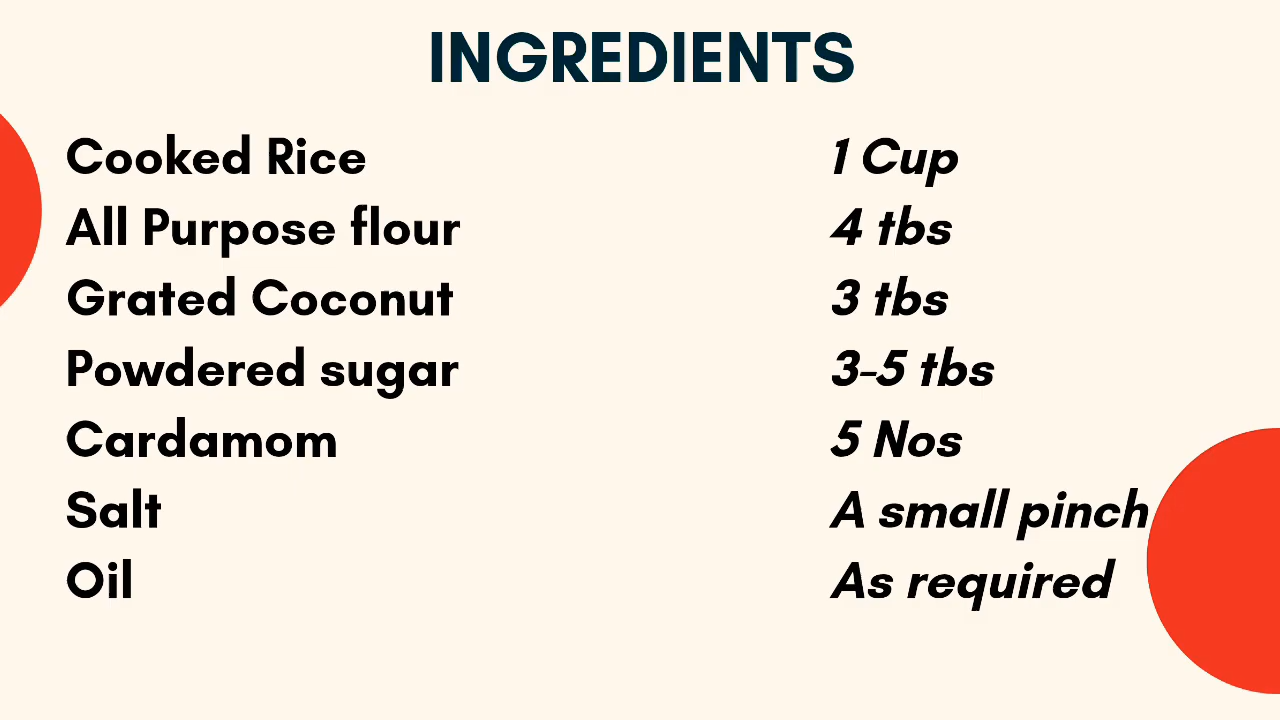 INGREDIENTS
Cooked Rice 1 Cup
All Purpose flour 4 tbs
Grated Coconut 3 tbs
Powdered sugar 3-5 tbs
Cardamom 5 Nos
Salt A small pinch
Oil As required